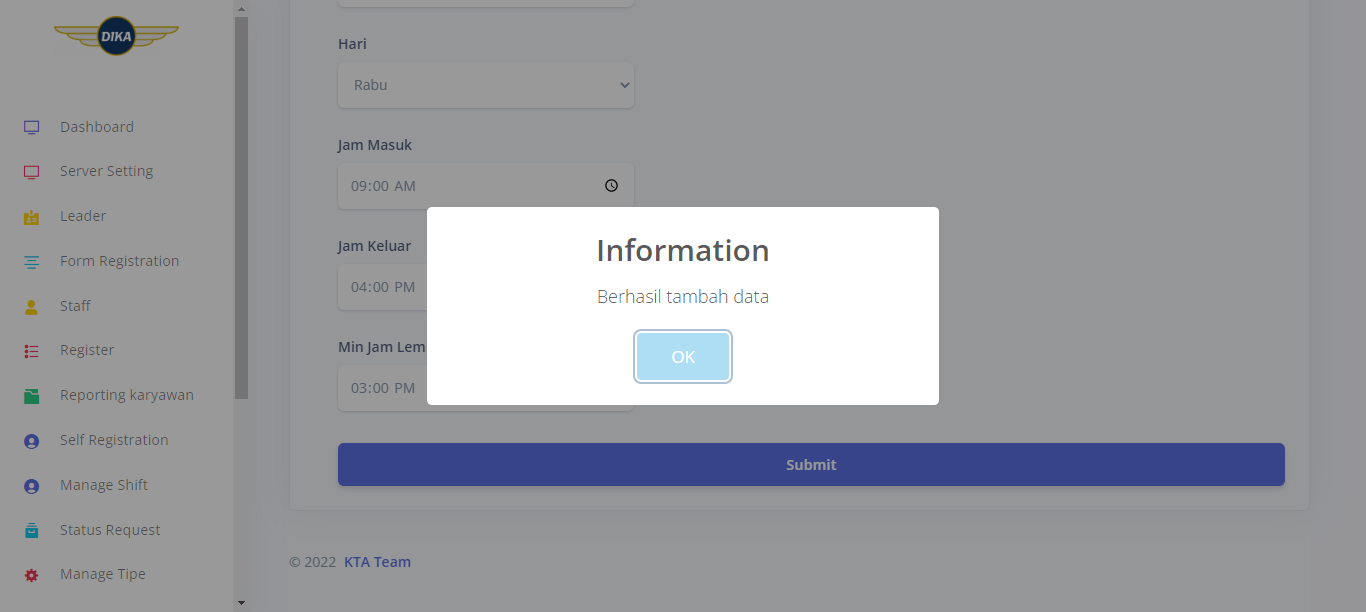 DIKA
Dashboard
Server Setting
Leader
Form Registration
Staff
Register
Reporting karyawan
Self Registration
Manage Shift
Status Request
Manage Tipe
Hari
Rabu
Jam Masuk
09:00 AM
Jam Keluar
04:00 PM
Min Jam Lem
03:00 PM
Submit
© 2022 KTA Team
Information
Berhasil tambah data
OK